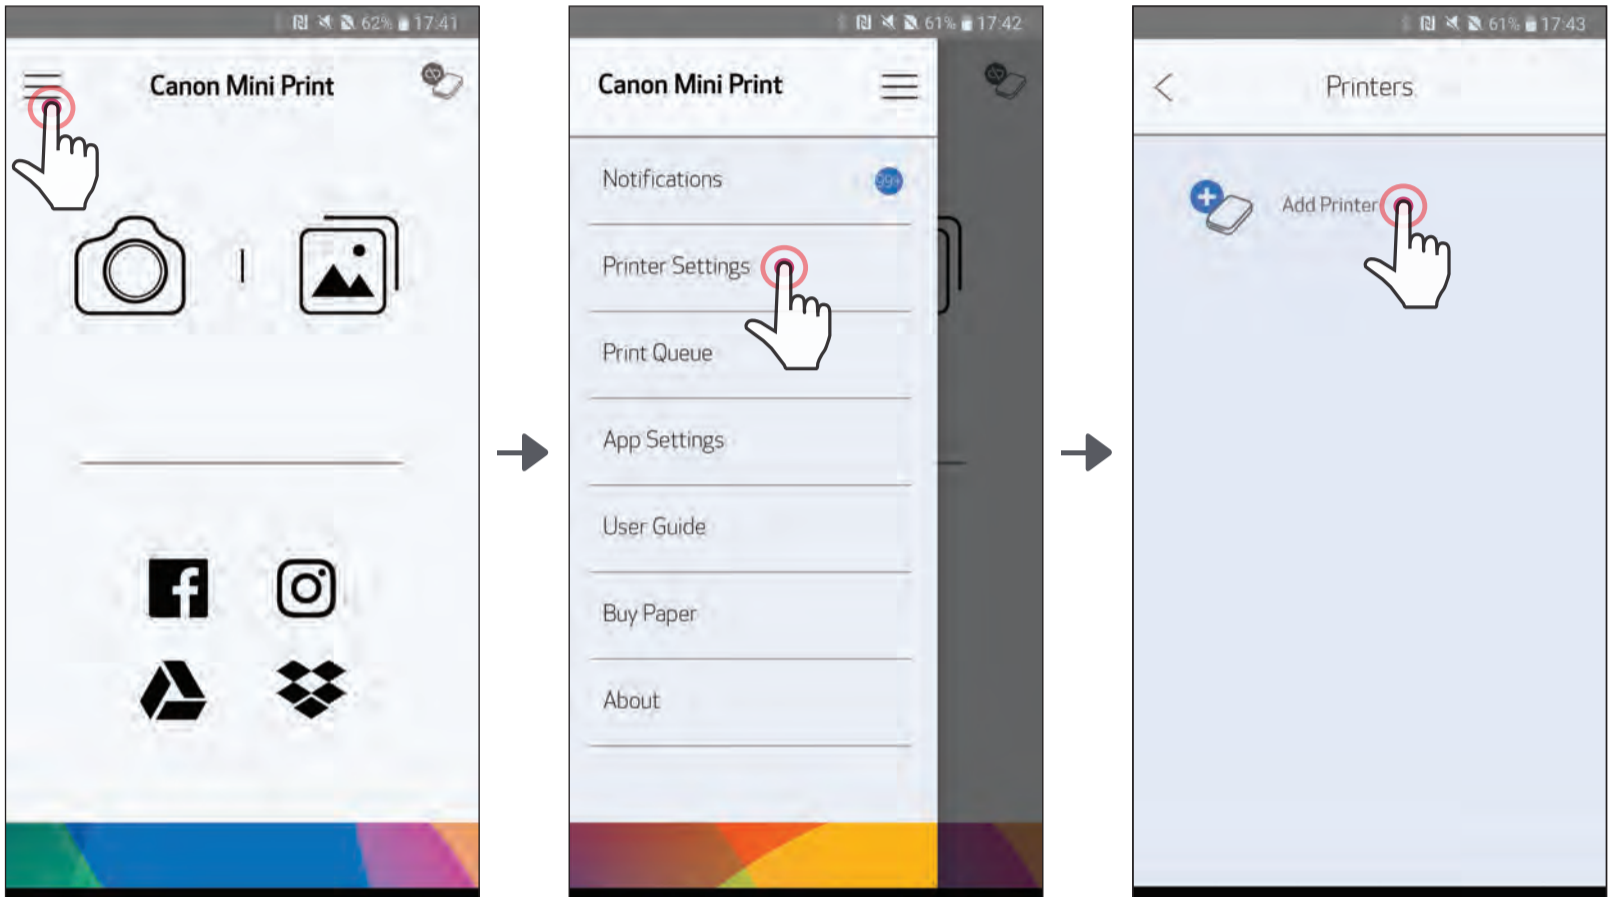 62% 17:41
Canon Mini Print
61% 17:42
Canon Mini Print
Notifications
99+
Printer Settings
Print Queue
App Settings
User Guide
Buy Paper
About
61% 17:43
Printers
Add Printer